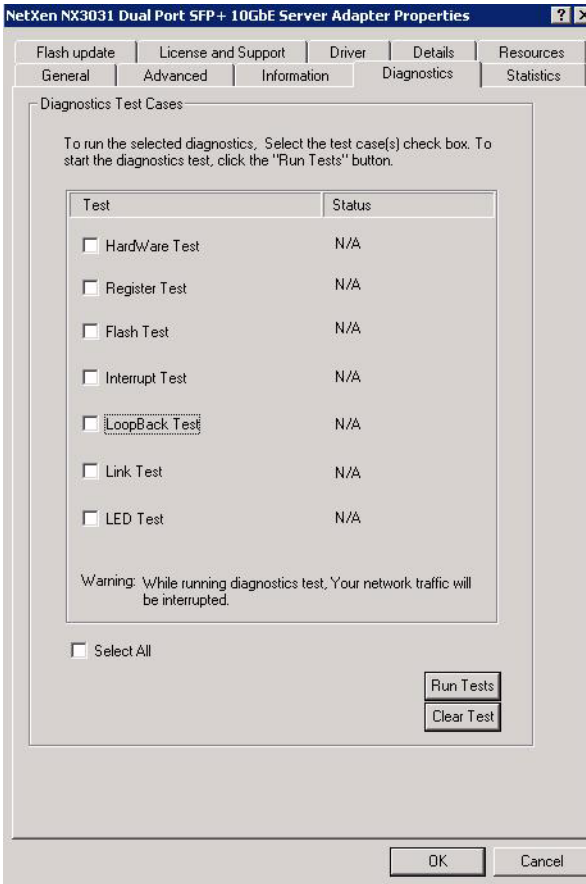 NetXen NX3031 Dual Port SFP+ 10GbE Server Adapter Properties
Flash update License and Support Driver Details Resources
General Advanced Information Diagnostics Statistics
Diagnostics Test Cases
To run the selected diagnostics, Select the test case(s) check box. To
start the diagnostics test, click the "Run Tests" button.
Test Status
HardWare Test N/A
Register Test N/A
Flash Test N/A
Interrupt Test N/A
LoopBack Test N/A
Link Test N/A
LED Test N/A
Warning: While running diagnostics test, Your network traffic will
be interrupted.
Select All
Run Tests
Clear Test
OK Cancel